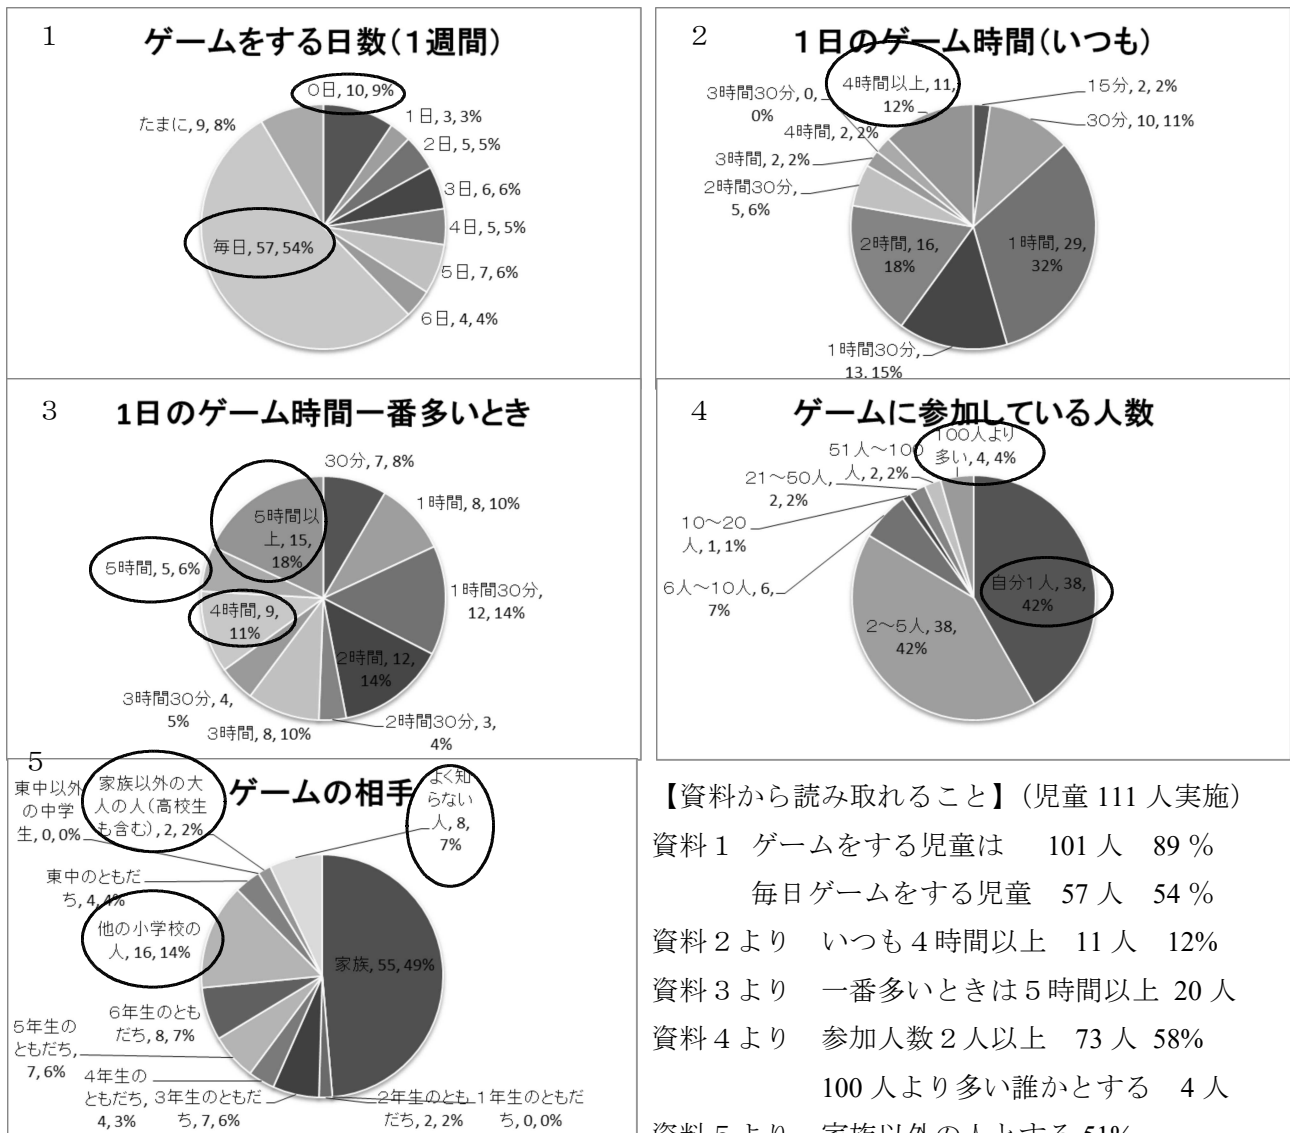 1
ゲームをする日数(1週間)
0日, 10, 9%
1日, 3, 3%
2日, 5, 5%
3日, 6, 6%
4日, 5, 5%
5日, 7, 6%
6日, 4, 4%
毎日, 57, 54%
たまに, 9, 8%
2
1日のゲーム時間(いつも)
15分, 2, 2%
30分, 10, 11%
1時間, 29,
32%
1時間30分,
13, 15%
2時間, 16,
18%
2時間30分,
5, 6%
3時間, 2, 2%
3時間30分, 0,
0%
4時間, 2, 2%
4時間以上, 11,
12%
3
1日のゲーム時間一番多いとき
30分, 7, 8%
1時間, 8, 10%
1時間30分,
12, 14%
2時間, 12,
14%
2時間30分, 3,
4%
3時間, 8, 10%
3時間30分, 4,
5%
4時間, 9,
11%
5時間, 5, 6%
5時間以
上, 15,
18%
4
ゲームに参加している人数
自分1人, 38,
42%
2～5人, 38,
42%
6人～10人, 6,
7%
10～20
人, 1, 1%
21～50人,
2, 2%
51人～100
人, 2, 2%
100人より
多い, 4, 4%
5
ゲームの相手
家族, 55, 49%
1年生のともだ
ち, 0, 0%
2年生のとも
だち, 2, 2%
3年生のともだ
ち, 7, 6%
4年生の
ともだち,
4, 3%
5年生の
ともだち,
7, 6%
6年生のとも
だち, 8, 7%
他の小学校の
人, 16, 14%
東中のともだ
ち, 4, 4%
東中以外
の中学
生, 0, 0%
家族以外の大
人の人(高校生
も含む), 2, 2%
よく知
らない
人, 8,
7%
【資料から読み取れること】(児童 111 人実施)
資料１ ゲームをする児童は 101 人 89 ％
毎日ゲームをする児童 57 人 54 ％
資料２より いつも４時間以上 11 人 12%
資料３より 一番多いときは５時間以上 20 人
資料４より 参加人数２人以上 73 人 58%
100 人より多い誰かとする 4 人
資料５より 家族以外の人とする 51%